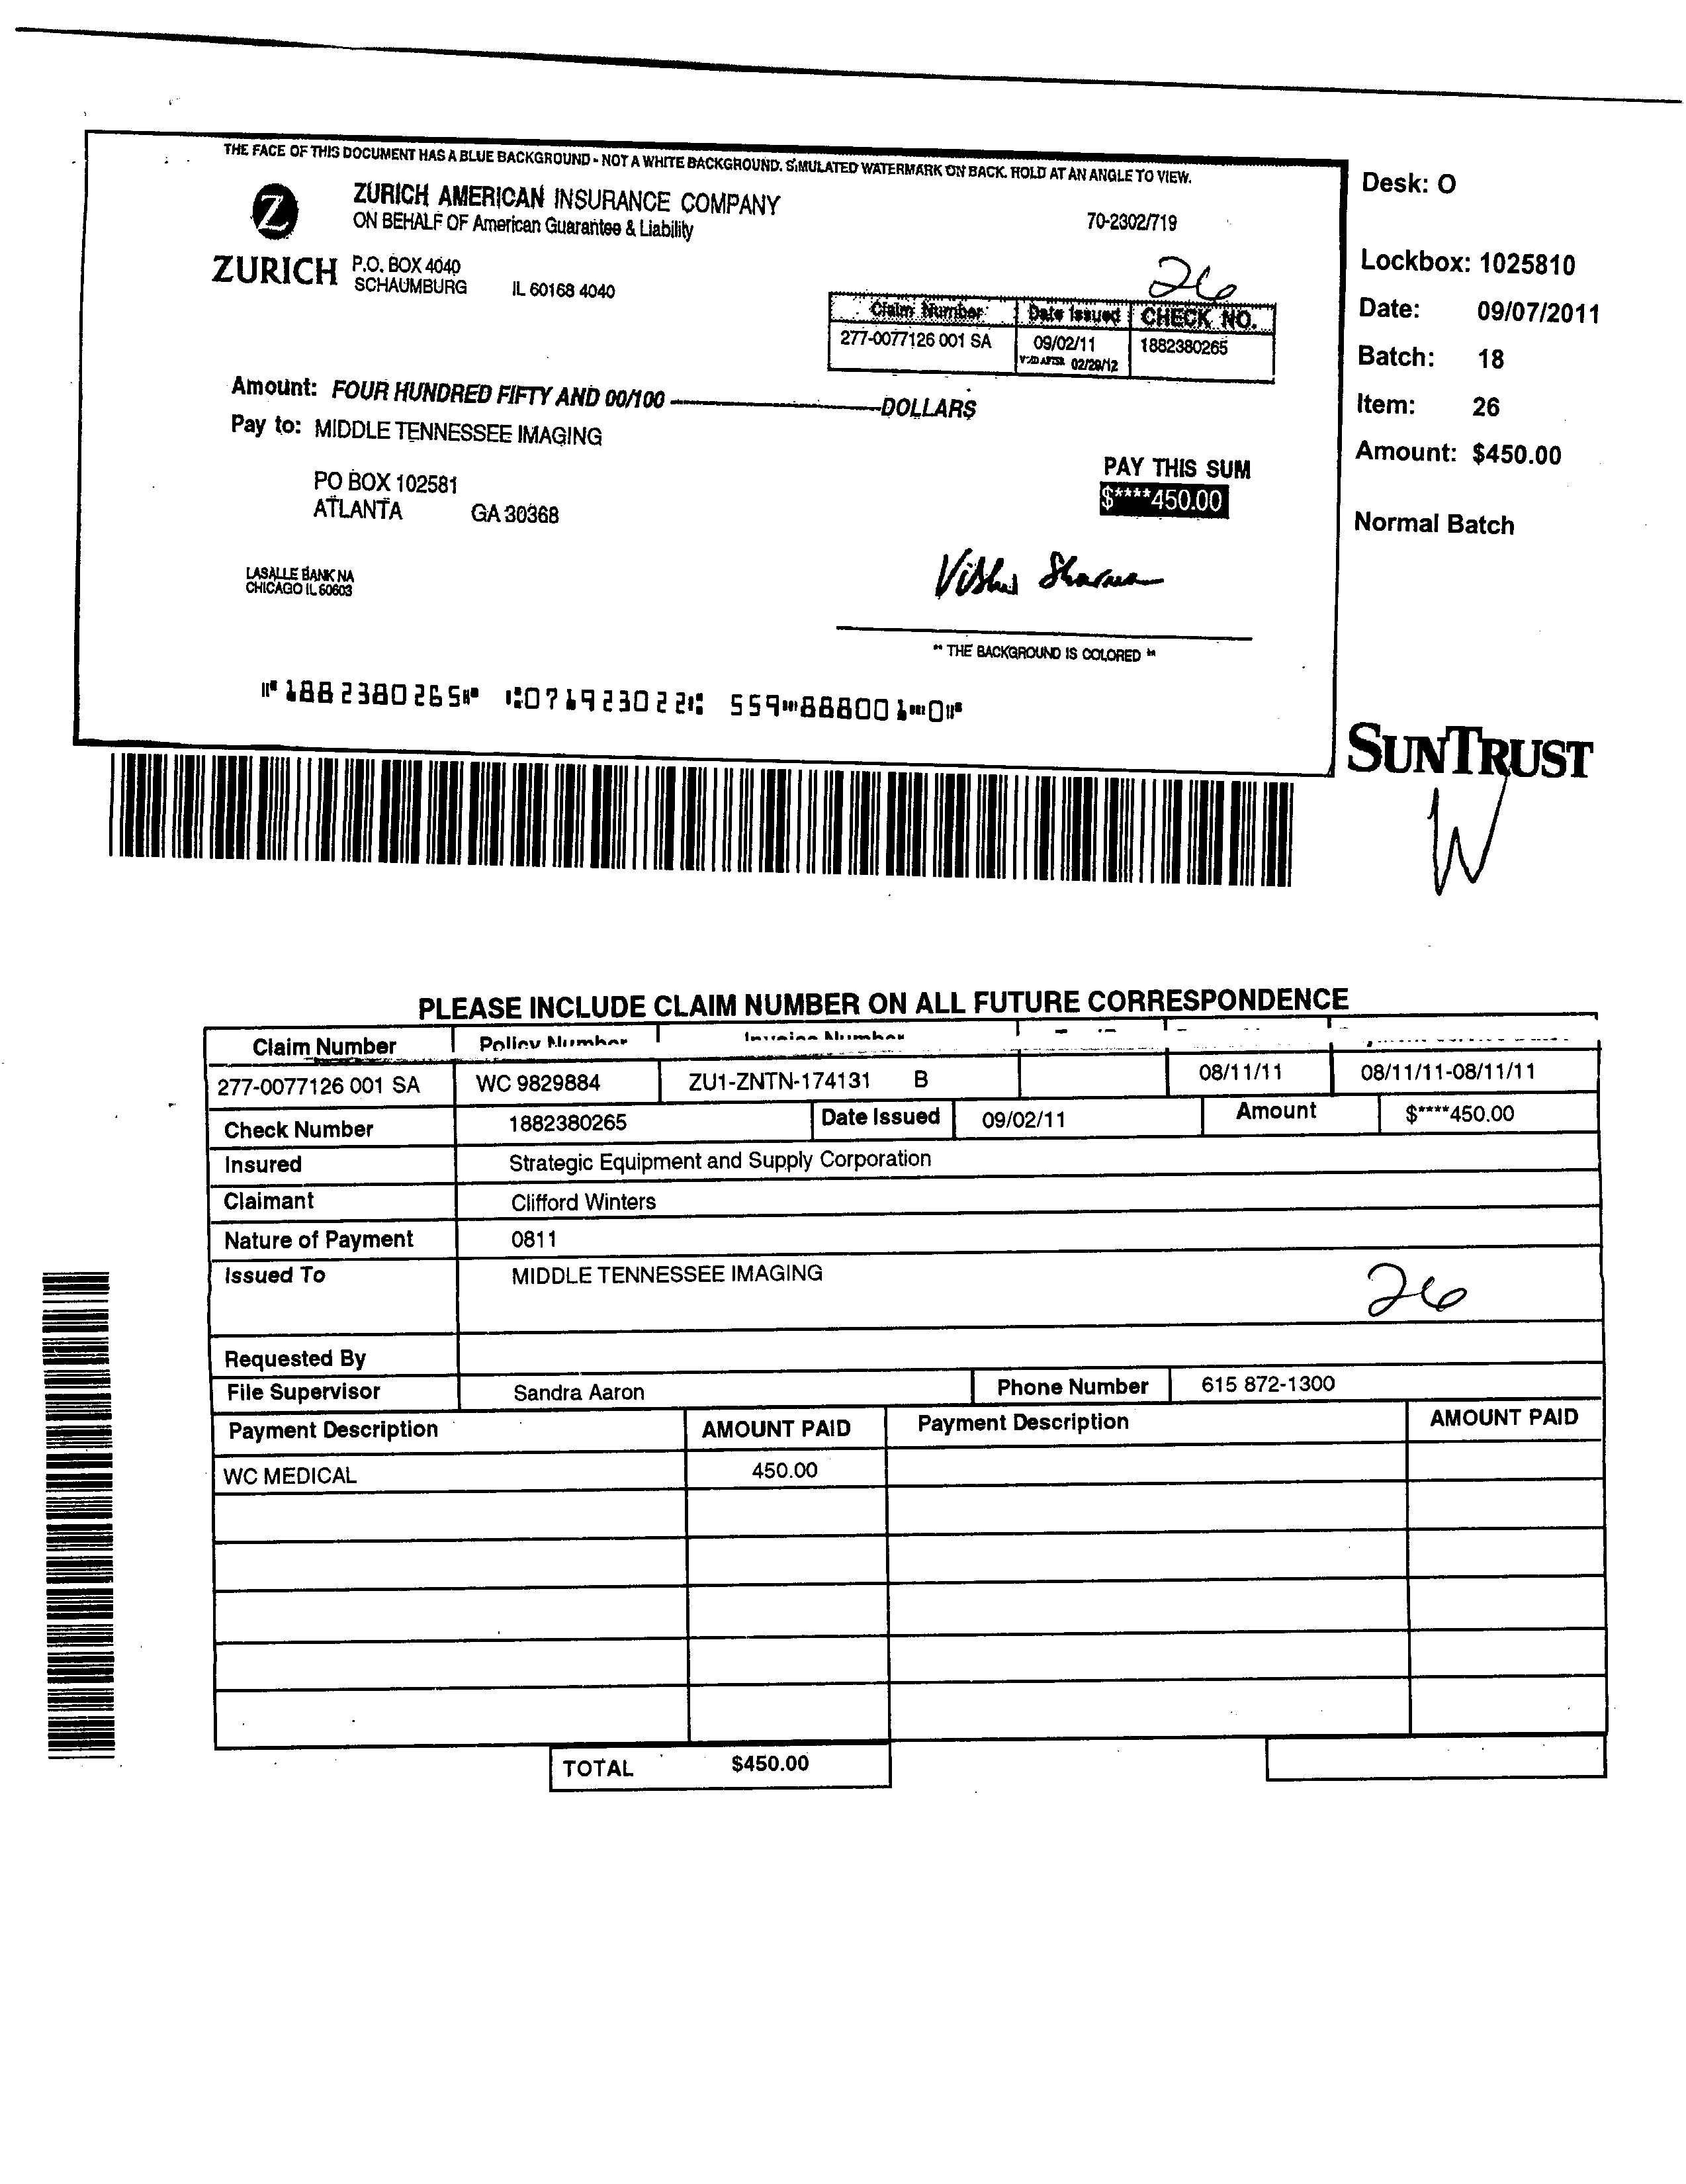 THE FACE OF THIS DOCUMENT HAS A BLUE BACKGROUND - NOT A WHITE BACKGROUND. SIMULATED WATERMARK ON BACK. HOLD AT AN ANGLE TO VIEW.
Z
ZURICH
ZURICH AMERICAN INSURANCE COMPANY
ON BEHALF OF American Guarantee & Liability
P.O. BOX 4040
SCHAUMBURG IL 60168 4040
70-2302/719
26
Claim Number Date Issued CHECK NO.
277-0077126 001 SA 09/02/11 1882380265
VOID AFTER 02/29/12
Amount: FOUR HUNDRED FIFTY AND 00/100 DOLLARS
Pay to: MIDDLE TENNESSEE IMAGING
PO BOX 102581
ATLANTA GA 30368
PAY THIS SUM
$****450.00
LASALLE BANK NA
CHICAGO IL 60603
** THE BACKGROUND IS COLORED **
⑈1882380265⑈ ⑆071923022⑆ 559⑉888001⑉0⑈
Desk: O
Lockbox: 1025810
Date: 09/07/2011
Batch: 18
Item: 26
Amount: $450.00
Normal Batch
SUNTRUST
PLEASE INCLUDE CLAIM NUMBER ON ALL FUTURE CORRESPONDENCE
Claim Number Policy Number Invoice Number
277-0077126 001 SA WC 9829884 ZU1-ZNTN-174131 B 08/11/11 08/11/11-08/11/11
Check Number 1882380265 Date Issued 09/02/11 Amount $****450.00
Insured Strategic Equipment and Supply Corporation
Claimant Clifford Winters
Nature of Payment 0811
Issued To MIDDLE TENNESSEE IMAGING
26
Requested By
File Supervisor Sandra Aaron Phone Number 615 872-1300
Payment Description AMOUNT PAID Payment Description AMOUNT PAID
WC MEDICAL 450.00
TOTAL $450.00